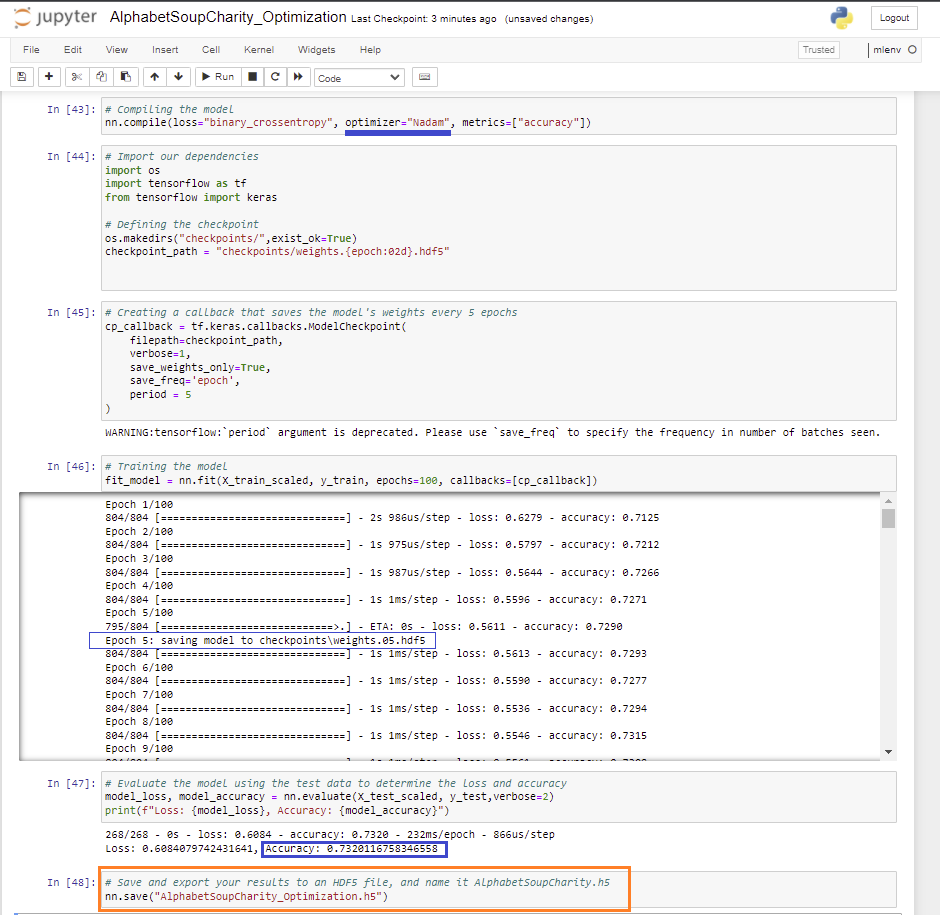 jupyter AlphabetSoupCharity_Optimization Last Checkpoint: 3 minutes ago (unsaved changes) Logout
File Edit View Insert Cell Kernel Widgets Help Trusted mlenv
Run Code
In [43]: # Compiling the model
nn.compile(loss="binary_crossentropy", optimizer="Nadam", metrics=["accuracy"])
In [44]: # Import our dependencies
import os
import tensorflow as tf
from tensorflow import keras
# Defining the checkpoint
os.makedirs("checkpoints/",exist_ok=True)
checkpoint_path = "checkpoints/weights.{epoch:02d}.hdf5"
In [45]: # Creating a callback that saves the model's weights every 5 epochs
cp_callback = tf.keras.callbacks.ModelCheckpoint(
filepath=checkpoint_path,
verbose=1,
save_weights_only=True,
save_freq='epoch',
period = 5
)
WARNING:tensorflow:`period` argument is deprecated. Please use `save_freq` to specify the frequency in number of batches seen.
In [46]: # Training the model
fit_model = nn.fit(X_train_scaled, y_train, epochs=100, callbacks=[cp_callback])
Epoch 1/100
804/804 [==============================] - 2s 986us/step - loss: 0.6279 - accuracy: 0.7125
Epoch 2/100
804/804 [==============================] - 1s 975us/step - loss: 0.5797 - accuracy: 0.7212
Epoch 3/100
804/804 [==============================] - 1s 987us/step - loss: 0.5644 - accuracy: 0.7266
Epoch 4/100
804/804 [==============================] - 1s 1ms/step - loss: 0.5596 - accuracy: 0.7271
Epoch 5/100
795/804 [============================>.] - ETA: 0s - loss: 0.5611 - accuracy: 0.7290
Epoch 5: saving model to checkpoints\weights.05.hdf5
804/804 [==============================] - 1s 1ms/step - loss: 0.5613 - accuracy: 0.7293
Epoch 6/100
804/804 [==============================] - 1s 1ms/step - loss: 0.5590 - accuracy: 0.7277
Epoch 7/100
804/804 [==============================] - 1s 1ms/step - loss: 0.5536 - accuracy: 0.7294
Epoch 8/100
804/804 [==============================] - 1s 1ms/step - loss: 0.5546 - accuracy: 0.7315
Epoch 9/100
In [47]: # Evaluate the model using the test data to determine the loss and accuracy
model_loss, model_accuracy = nn.evaluate(X_test_scaled, y_test,verbose=2)
print(f"Loss: {model_loss}, Accuracy: {model_accuracy}")
268/268 - 0s - loss: 0.6084 - accuracy: 0.7320 - 232ms/epoch - 866us/step
Loss: 0.6084079742431641, Accuracy: 0.7320116758346558
In [48]: # Save and export your results to an HDF5 file, and name it AlphabetSoupCharity.h5
nn.save("AlphabetSoupCharity_Optimization.h5")